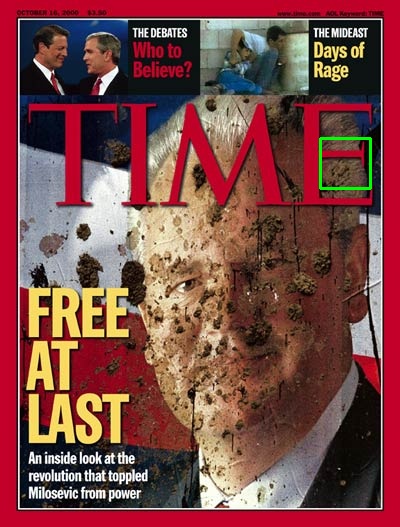 OCTOBER 16, 2000 $3.50
www.time.com AOL Keyword: TIME
THE DEBATES
Who to
Believe?
THE MIDEAST
Days of
Rage
TIME
FREE
AT
LAST
An inside look at the
revolution that toppled
Milosevic from power